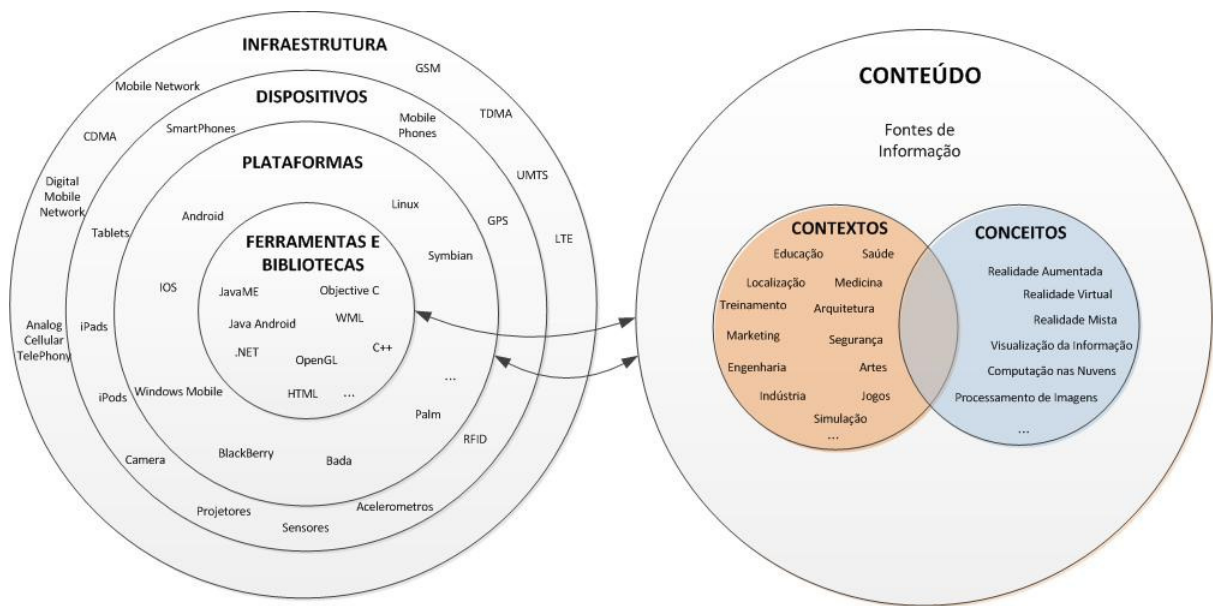 INFRAESTRUTURA
GSM
Mobile Network
TDMA
CDMA
UMTS
Digital
Mobile
Network
LTE
Analog
Cellular
TelePhony
DISPOSITIVOS
SmartPhones
Mobile
Phones
GPS
Tablets
iPads
iPods
RFID
Camera
Projetores
Sensores
Acelerometros
PLATAFORMAS
Android
Linux
Symbian
IOS
Windows Mobile
...
Palm
BlackBerry
Bada
FERRAMENTAS E
BIBLIOTECAS
JavaME
Objective C
Java Android
WML
.NET
OpenGL
C++
HTML
...
CONTEÚDO
Fontes de
Informação
CONTEXTOS
Educação
Saúde
Localização
Medicina
Treinamento
Arquitetura
Marketing
Segurança
Engenharia
Artes
Indústria
Jogos
Simulação
...
CONCEITOS
Realidade Aumentada
Realidade Virtual
Realidade Mista
Visualização da Informação
Computação nas Nuvens
Processamento de Imagens
...